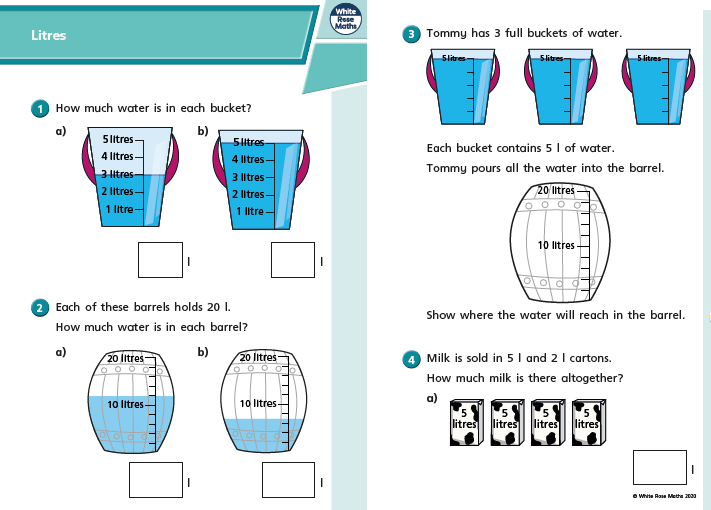 Litres
White
Rose
Maths
1 How much water is in each bucket?
a)
5 litres
4 litres
3 litres
2 litres
1 litre
l
b)
5 litres
4 litres
3 litres
2 litres
1 litre
l
2 Each of these barrels holds 20 l.
How much water is in each barrel?
a)
20 litres
10 litres
l
b)
20 litres
10 litres
l
3 Tommy has 3 full buckets of water.
5 litres
5 litres
5 litres
Each bucket contains 5 l of water.
Tommy pours all the water into the barrel.
20 litres
10 litres
Show where the water will reach in the barrel.
4 Milk is sold in 5 l and 2 l cartons.
How much milk is there altogether?
a)
5
litres
5
litres
5
litres
5
litres
l
© White Rose Maths 2020